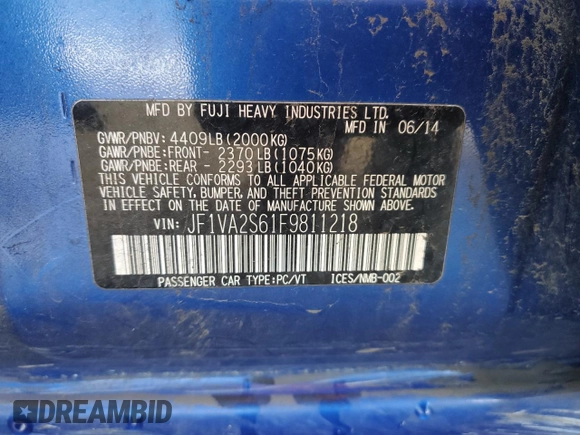 MFD BY FUJI HEAVY INDUSTRIES LTD.
MFD IN 06/14
GVWR/PNBV: 4409LB(2000KG)
GAWR/PNBE:FRONT- 2370LB(1075KG)
GAWR/PNBE:REAR - 2293LB(1040KG)
THIS VEHICLE CONFORMS TO ALL APPLICABLE FEDERAL MOTOR
VEHICLE SAFETY, BUMPER, AND THEFT PREVENTION STANDARDS
IN EFFECT ON THE DATE OF MANUFACTURE SHOWN ABOVE.
VIN: JF1VA2S61F9811218
PASSENGER CAR TYPE:PC/VT ICES/NMB-002
DREAMBID